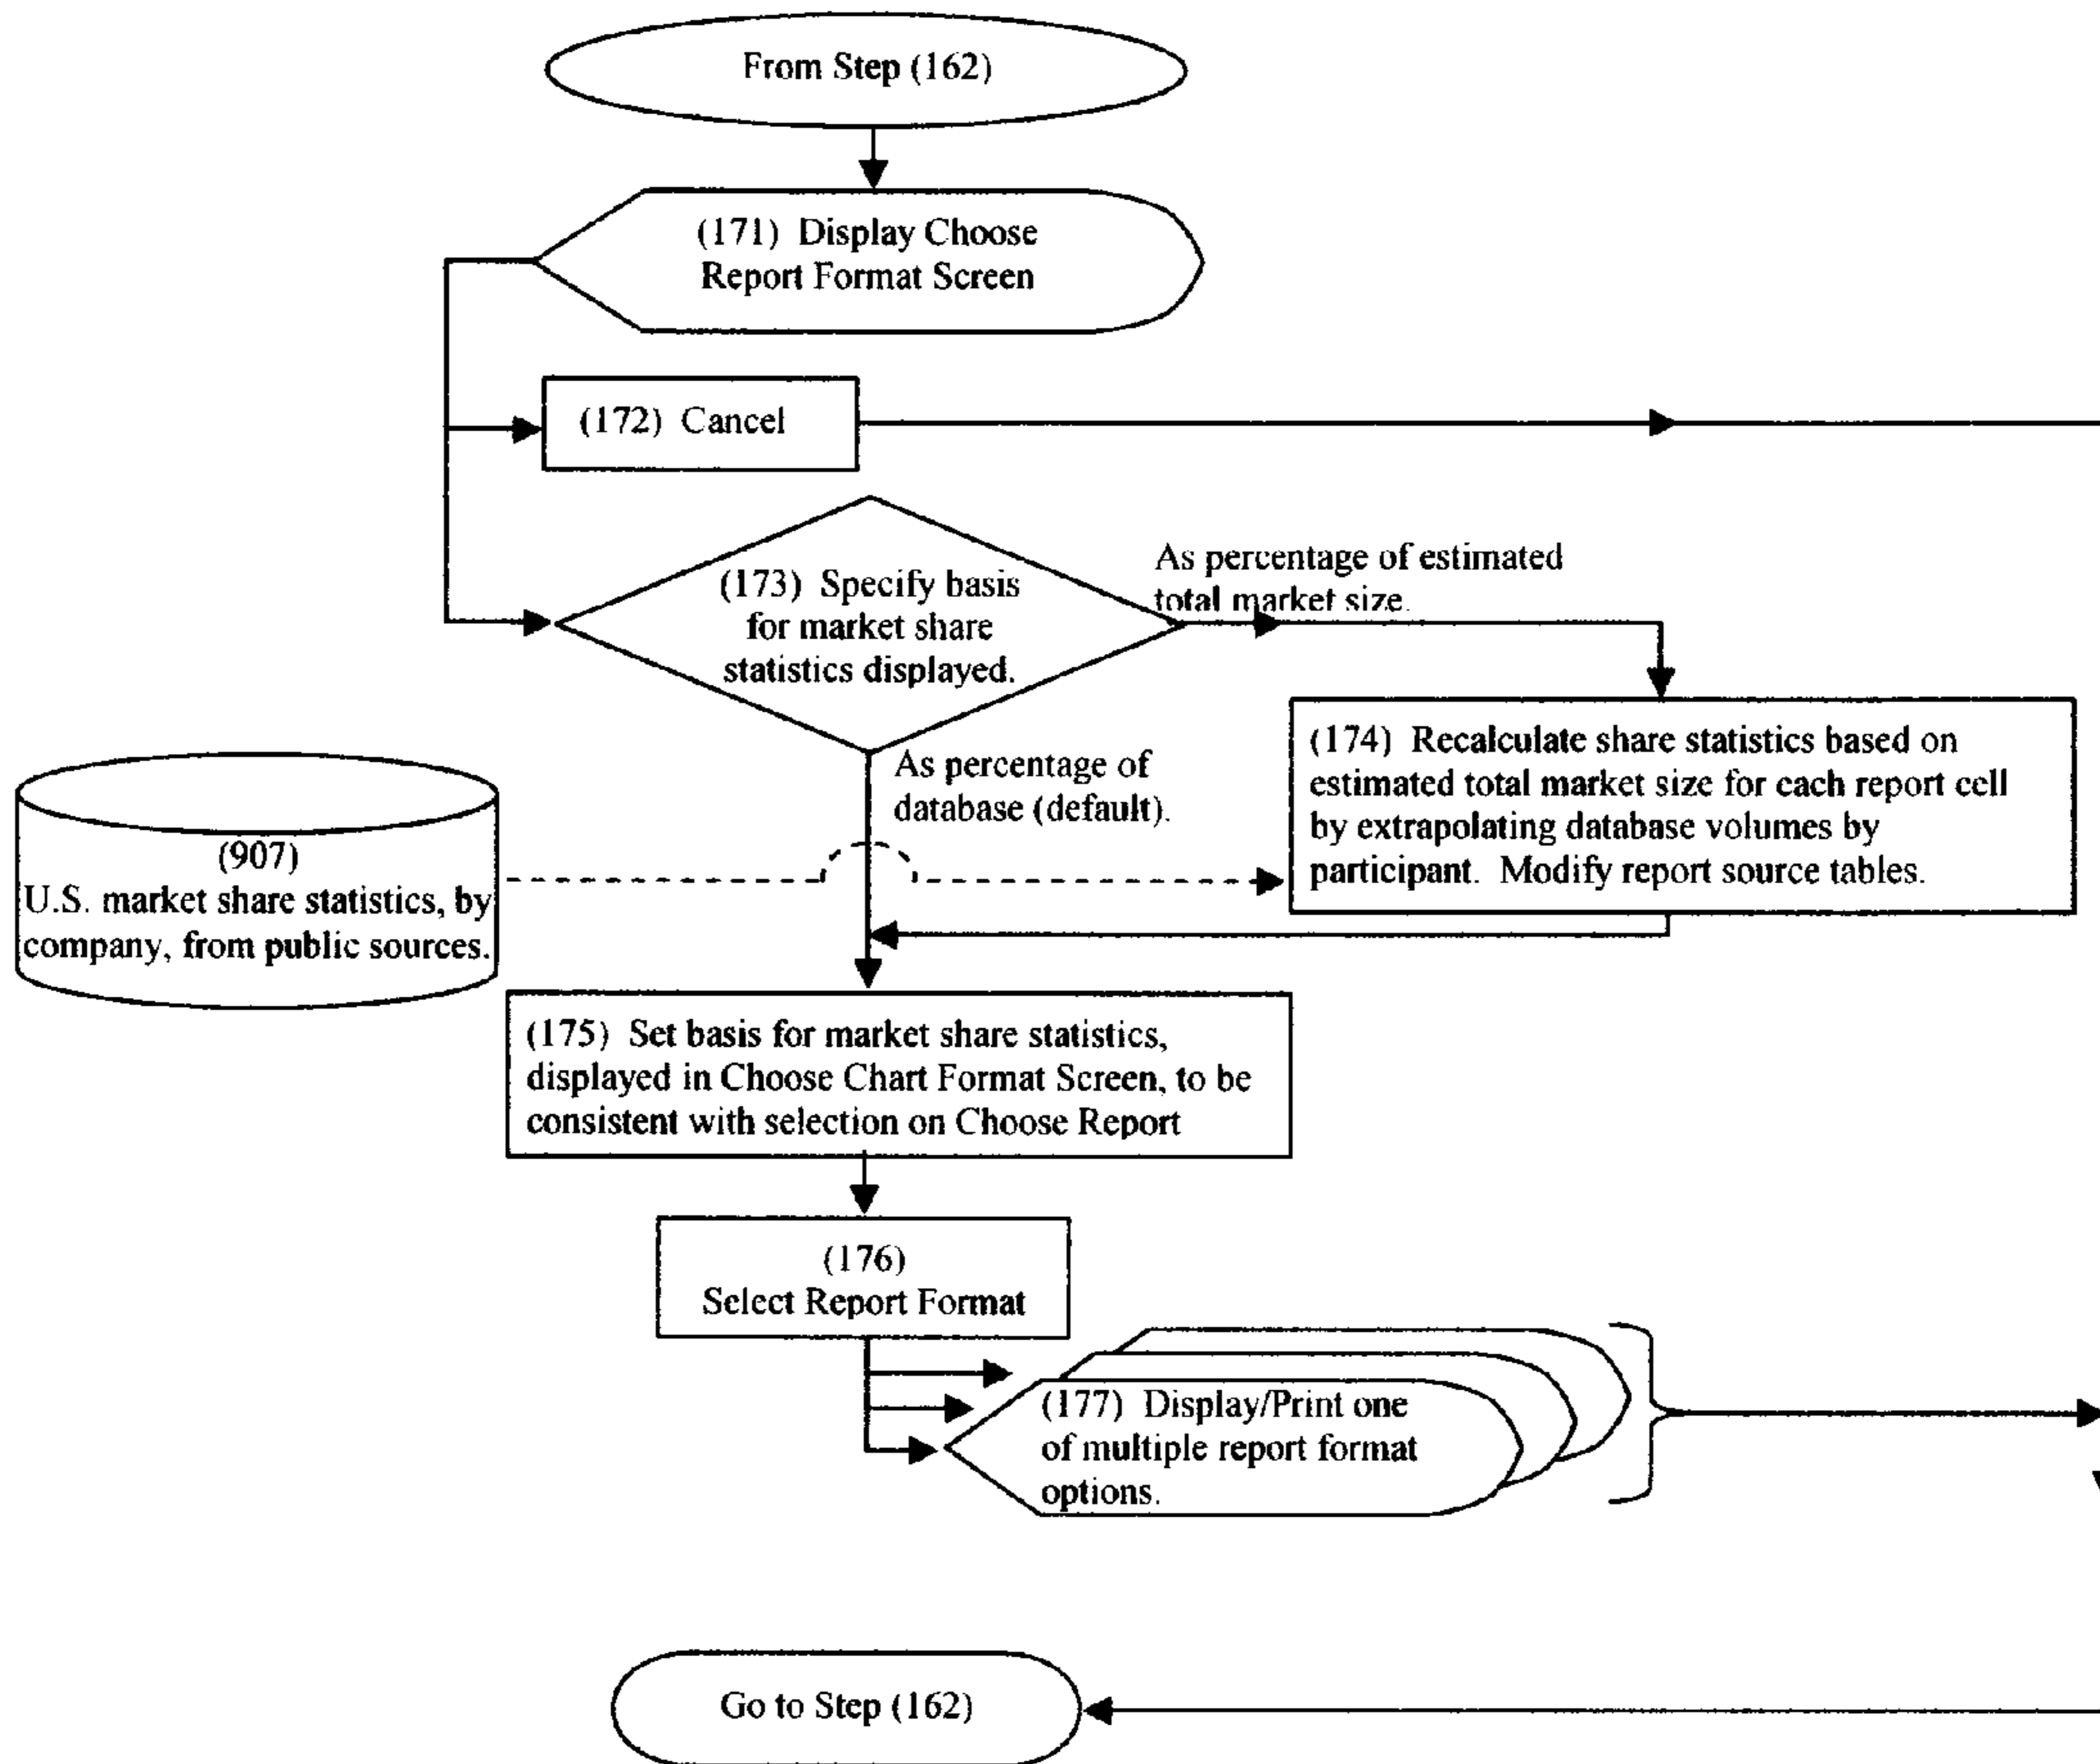 From Step (162)
(171) Display Choose
Report Format Screen
(172) Cancel
(173) Specify basis
for market share
statistics displayed.
As percentage of estimated
total market size.
(174) Recalculate share statistics based on
estimated total market size for each report cell
by extrapolating database volumes by
participant. Modify report source tables.
As percentage of
database (default).
(907)
U.S. market share statistics, by
company, from public sources.
(175) Set basis for market share statistics,
displayed in Choose Chart Format Screen, to be
consistent with selection on Choose Report
(176)
Select Report Format
(177) Display/Print one
of multiple report format
options.
Go to Step (162)